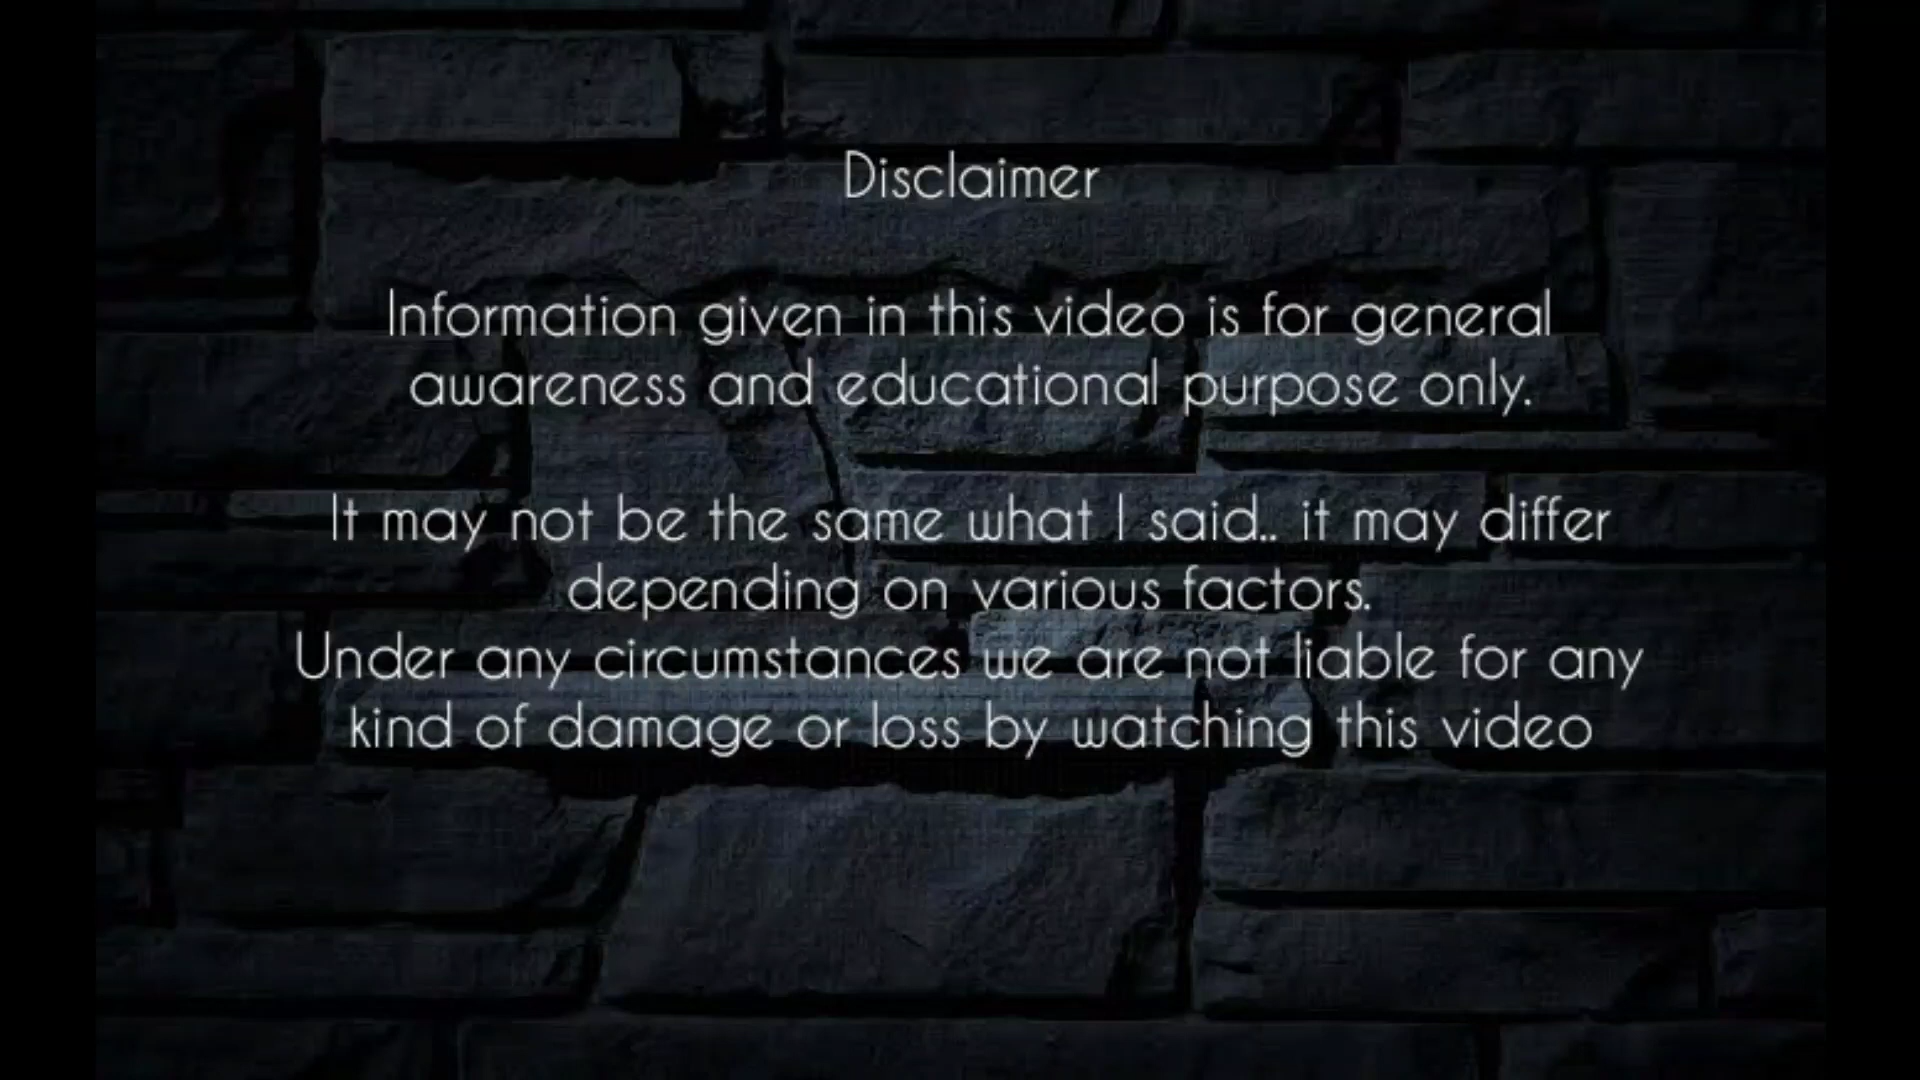 Disclaimer
Information given in this video is for general
awareness and educational purpose only.
It may not be the same what I said.. it may differ
depending on various factors.
Under any circumstances we are not liable for any
kind of damage or loss by watching this video